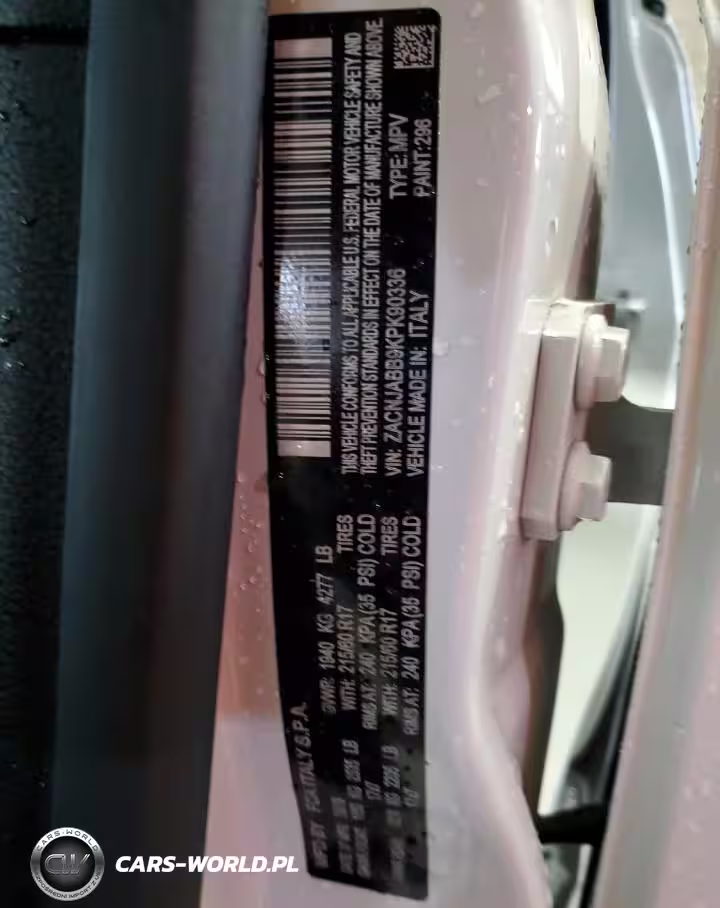 MFD BY FCA ITALY S.P.A.
GVWR: 1940 KG 4277 LB
WITH: 215/60 R17 TIRES
RIMS AT: 240 KPA(35 PSI) COLD
WITH: 215/60 R17 TIRES
RIMS AT: 240 KPA(35 PSI) COLD
THIS VEHICLE CONFORMS TO ALL APPLICABLE U.S. FEDERAL MOTOR VEHICLE SAFETY AND
THEFT PREVENTION STANDARDS IN EFFECT ON THE DATE OF MANUFACTURE SHOWN ABOVE.
VIN: ZACNJABB9KPK90336 TYPE: MPV
VEHICLE MADE IN: ITALY PAINT: 296
CARS-WORLD
CW
CARS-WORLD.PL